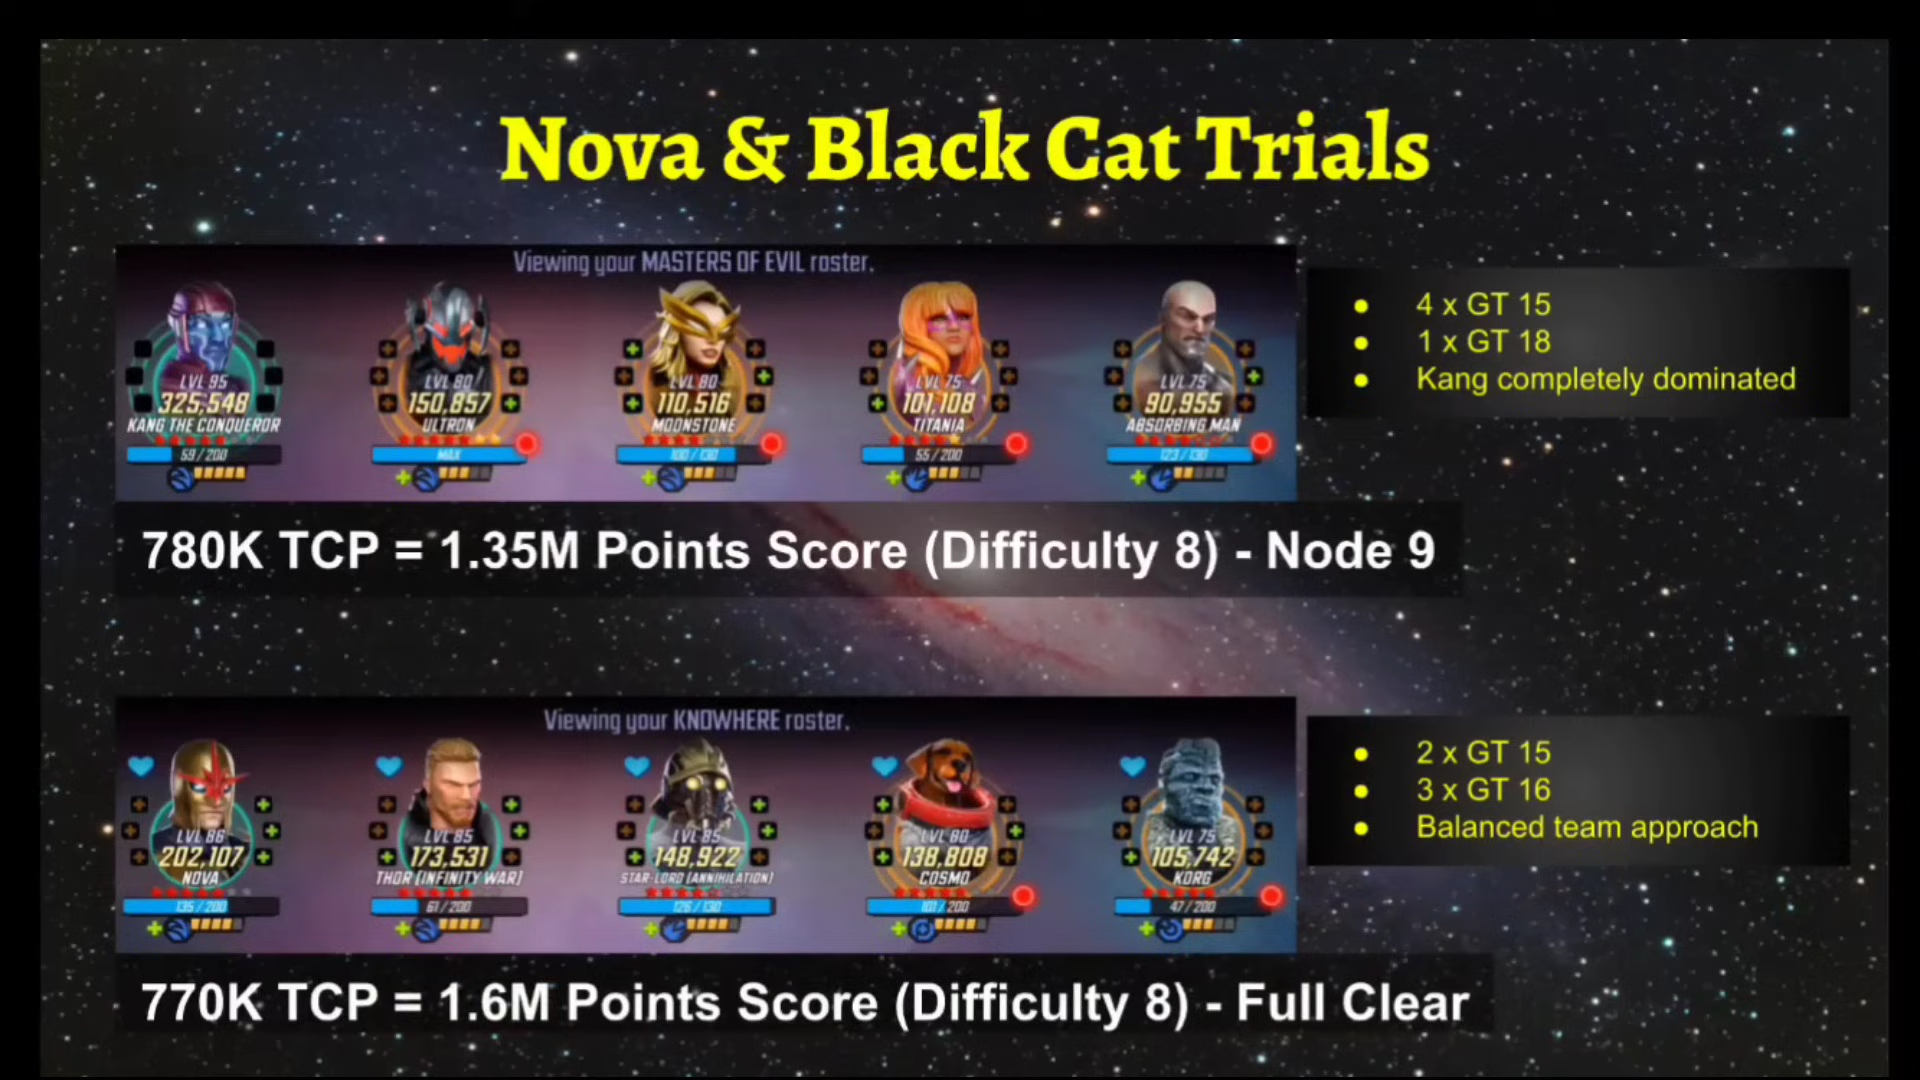 Nova & Black Cat Trials
Viewing your MASTERS OF EVIL roster.
LVL 95
325,548
KANG THE CONQUEROR
59/200
LVL 80
150,857
ULTRON
MAX
LVL 80
110,516
MOONSTONE
100/130
LVL 75
101,108
TITANIA
55/200
LVL 75
90,955
ABSORBING MAN
123/130
4 x GT 15
1 x GT 18
Kang completely dominated
780K TCP = 1.35M Points Score (Difficulty 8) - Node 9
Viewing your KNOWHERE roster.
LVL 86
202,107
NOVA
135/200
LVL 85
173,531
THOR (INFINITY WAR)
61/200
LVL 85
148,922
STAR-LORD (ANNIHILATION)
126/130
LVL 80
138,808
COSMO
101/200
LVL 75
105,742
KORG
47/200
2 x GT 15
3 x GT 16
Balanced team approach
770K TCP = 1.6M Points Score (Difficulty 8) - Full Clear